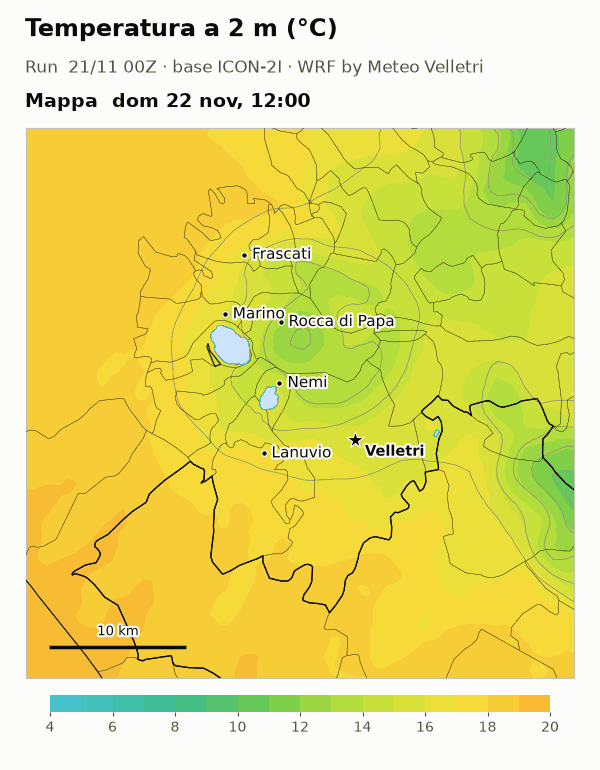 Temperatura a 2 m (°C)
Run  21/11 00Z · base ICON-2I · WRF by Meteo Velletri
Mappa  dom 22 nov, 12:00
Frascati
Marino
Rocca di Papa
Nemi
Velletri
Lanuvio
10 km
4 6 8 10 12 14 16 18 20